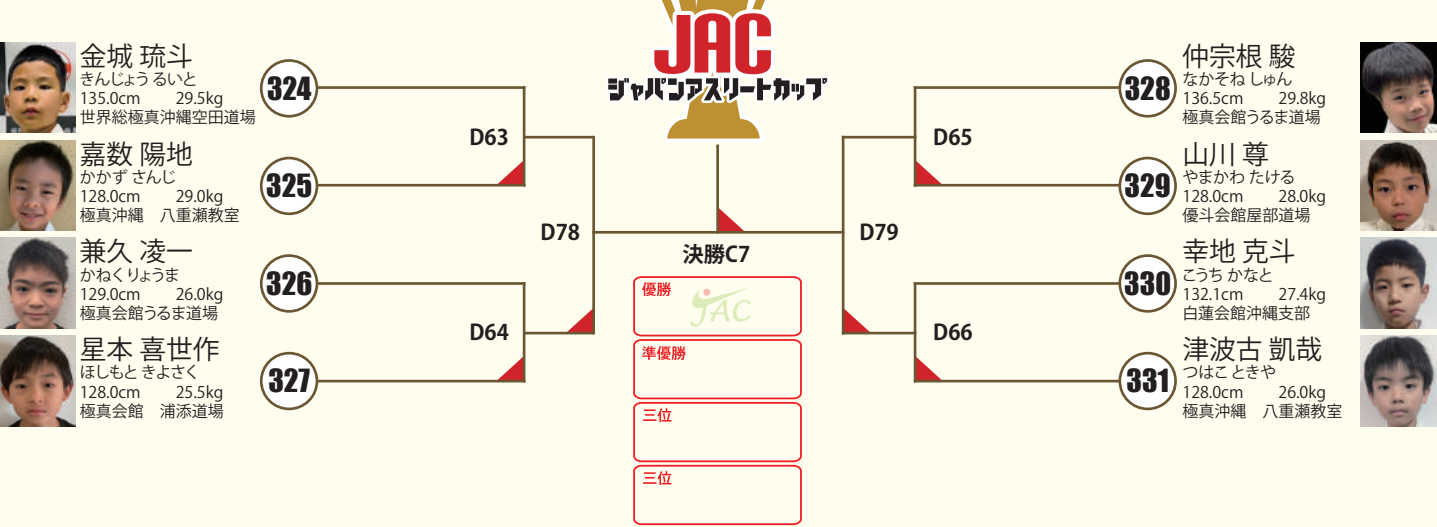 JAC
ジャパンアスリートカップ
金城 琉斗
きんじょう るいと
135.0cm 29.5kg
世界総極真沖縄空田道場
324
嘉数 陽地
かかず さんじ
128.0cm 29.0kg
極真沖縄 八重瀬教室
325
兼久 凌一
かねく りょうま
129.0cm 26.0kg
極真会館うるま道場
326
星本 喜世作
ほしもと きよさく
128.0cm 25.5kg
極真会館 浦添道場
327
D63
D64
D78
決勝C7
優勝
JAC
準優勝
三位
三位
D79
D65
D66
328
仲宗根 駿
なかそね しゅん
136.5cm 29.8kg
極真会館うるま道場
329
山川 尊
やまかわ たける
128.0cm 28.0kg
優斗会館屋部道場
330
幸地 克斗
こうち かなと
132.1cm 27.4kg
白蓮会館沖縄支部
331
津波古 凱哉
つはこ ときや
128.0cm 26.0kg
極真沖縄 八重瀬教室